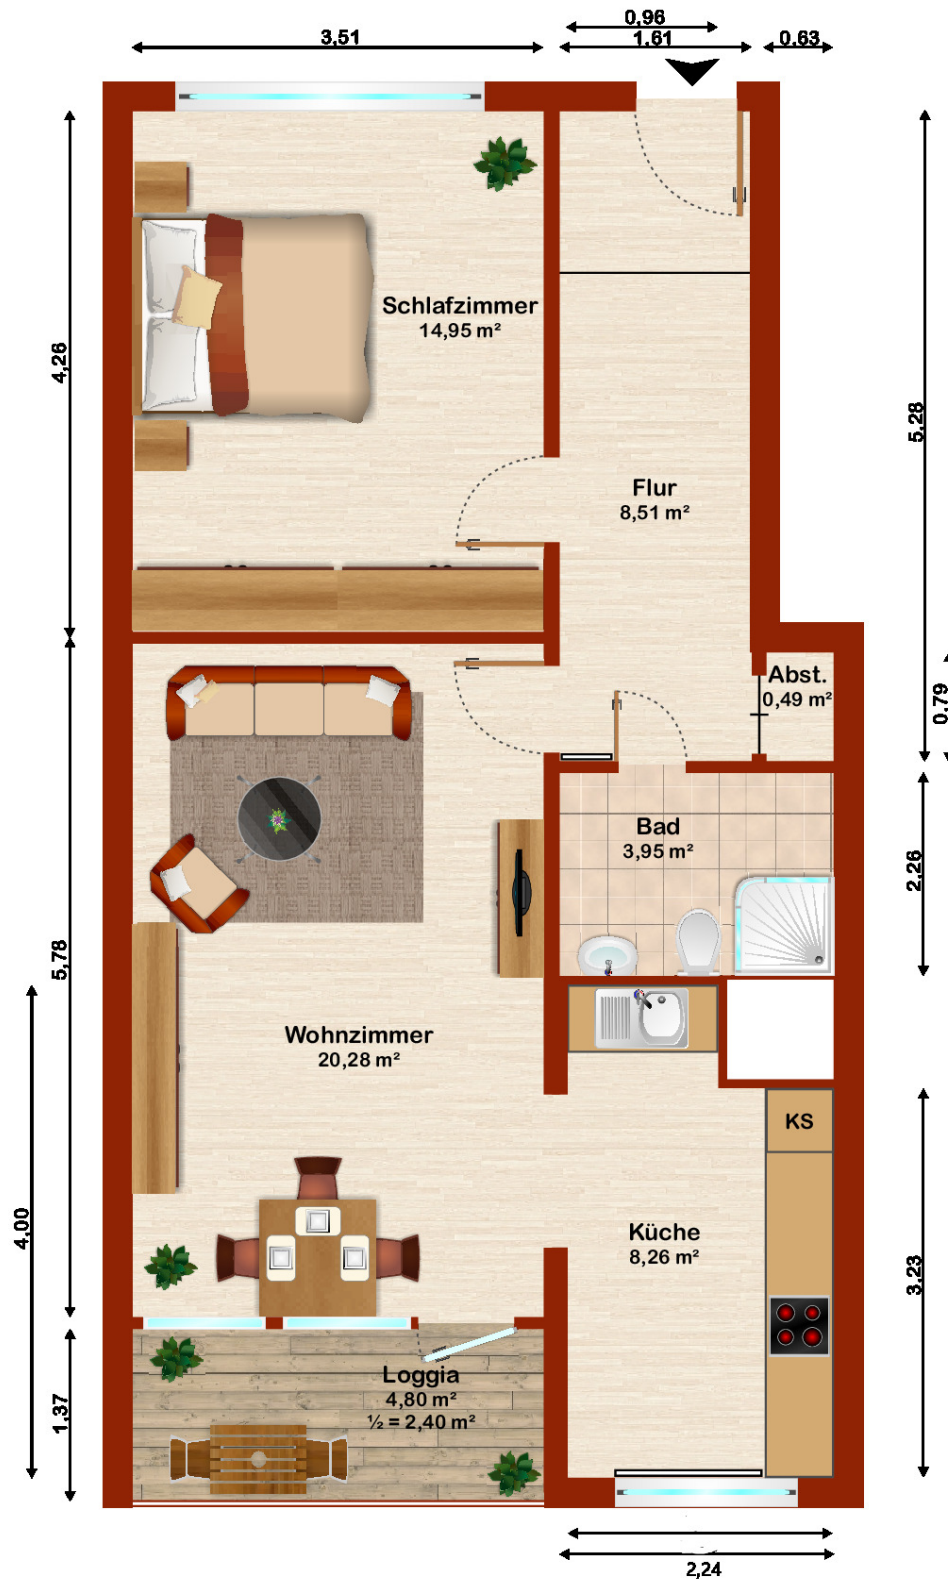 0,96
3,51
1,61
0,63
Schlafzimmer
14,95 m²
4,26
5,28
Flur
8,51 m²
Abst.
0,49 m²
0,79
Bad
3,95 m²
2,26
5,78
Wohnzimmer
20,28 m²
KS
4,00
Küche
8,26 m²
3,23
Loggia
4,80 m²
½ = 2,40 m²
1,37
2,24